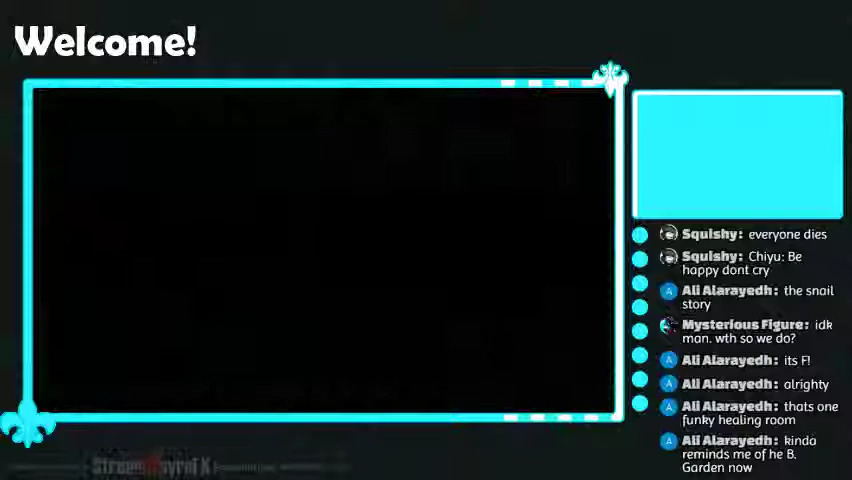 Welcome!
Squishy: everyone dies
Squishy: Chiyu: Be
happy dont cry
A Ali Alarayedh: the snail
story
Mysterious Figure: idk
man. wth so we do?
A Ali Alarayedh: its F!
A Ali Alarayedh: alrighty
A Ali Alarayedh: thats one
funky healing room
A Ali Alarayedh: kinda
reminds me of he B.
Garden now